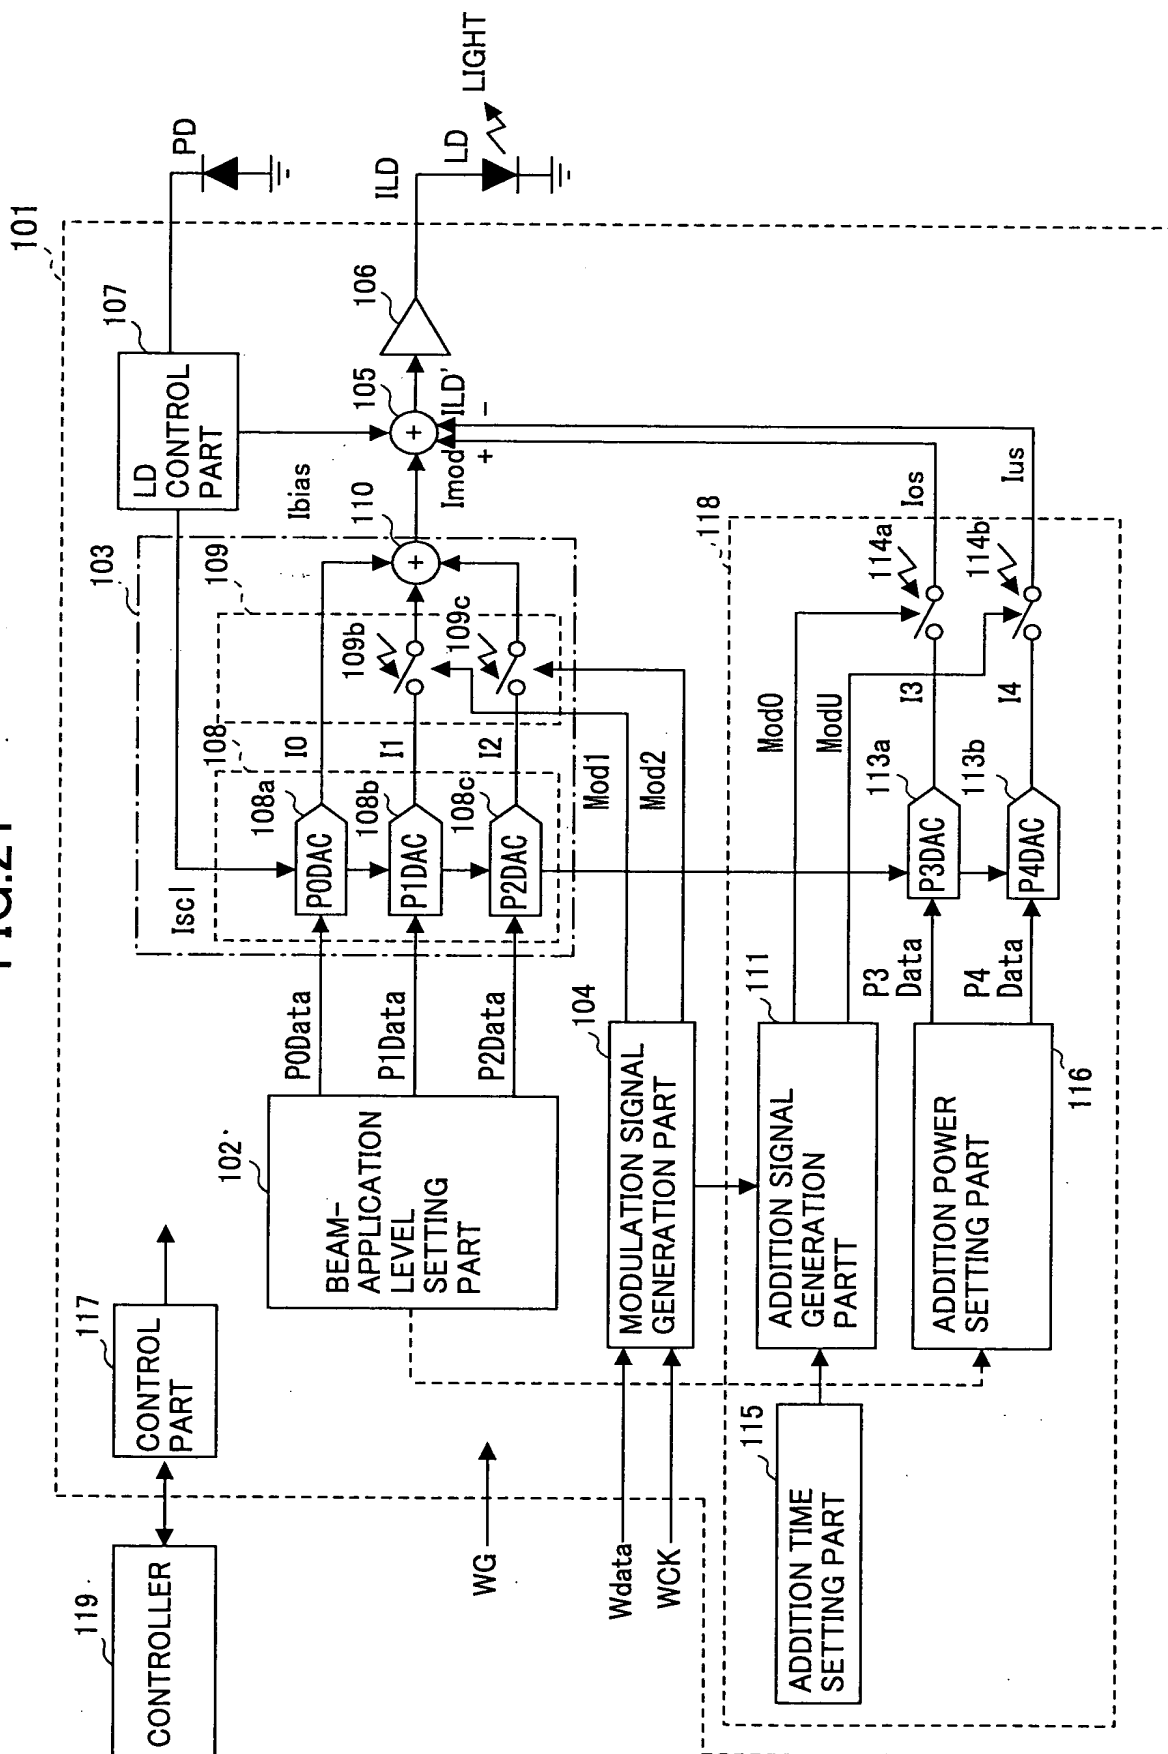 101
107
LD
CONTROL
PART
PD
ILD
LD
LIGHT
106
105
ILD'
Imod
+
-
+
Ibias
110
+
103
109
109b
109c
108
I0
I1
I2
108a
108b
108c
P0DAC
P1DAC
P2DAC
Iscl
Mod1
Mod2
P0Data
P1Data
P2Data
102
BEAM-
APPLICATION
LEVEL
SETTING
PART
117
CONTROL
PART
119
CONTROLLER
WG
Wdata
WCK
104
MODULATION SIGNAL
GENERATION PART
118
Ios
Ius
114a
114b
ModO
ModU
I3
I4
113a
113b
P3DAC
P4DAC
P3
Data
P4
Data
111
ADDITION SIGNAL
GENERATION
PARTT
116
ADDITION POWER
SETTING PART
115
ADDITION TIME
SETTING PART